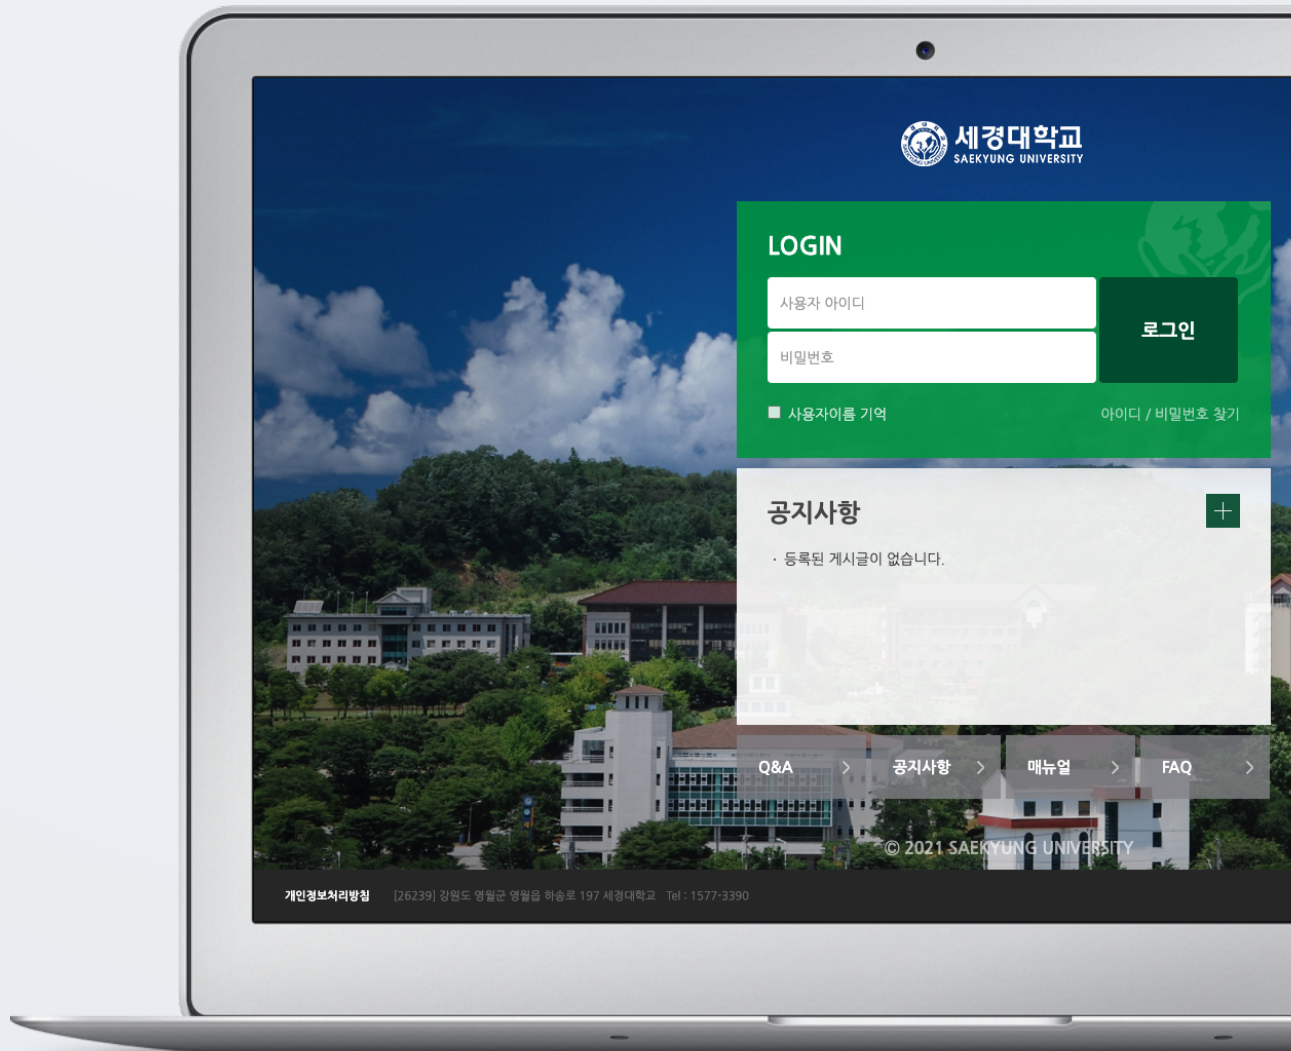 세경대학교
SAEKYUNG UNIVERSITY
LOGIN
사용자 아이디
비밀번호
로그인
사용자이름 기억
아이디 / 비밀번호 찾기
공지사항
· 등록된 게시글이 없습니다.
Q&A
공지사항
매뉴얼
FAQ
© 2021 SAEKYUNG UNIVERSITY
개인정보처리방침 [26239] 강원도 영월군 영월읍 하송로 197 세경대학교 Tel : 1577-3390